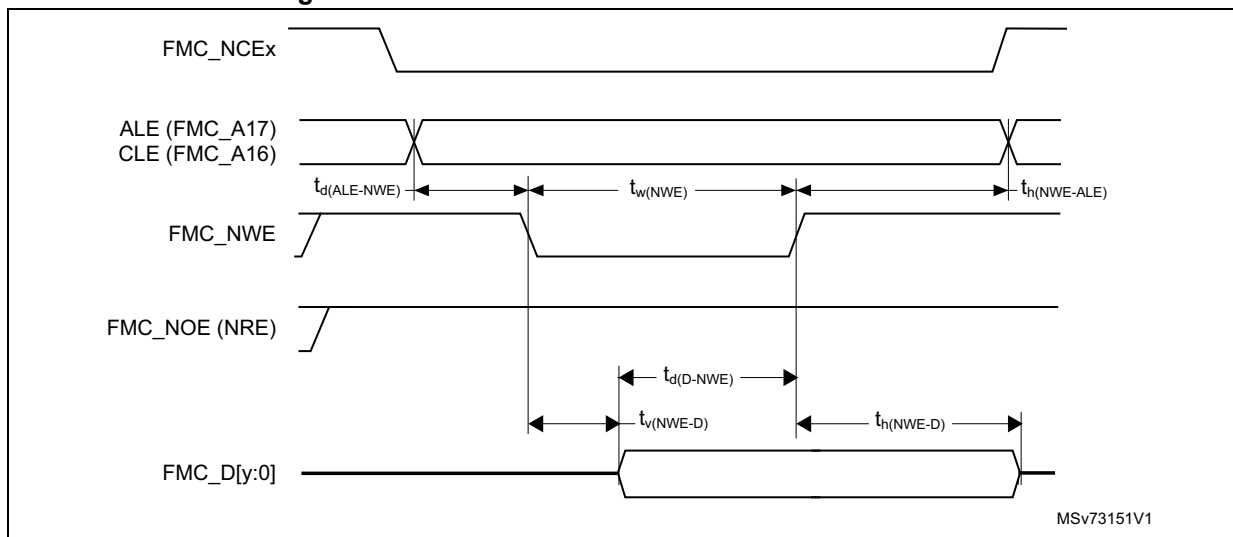 g
FMC_NCEx
ALE (FMC_A17)
CLE (FMC_A16)
td(ALE-NWE)
tw(NWE)
th(NWE-ALE)
FMC_NWE
FMC_NOE (NRE)
td(D-NWE)
tv(NWE-D)
th(NWE-D)
FMC_D[y:0]
MSv73151V1